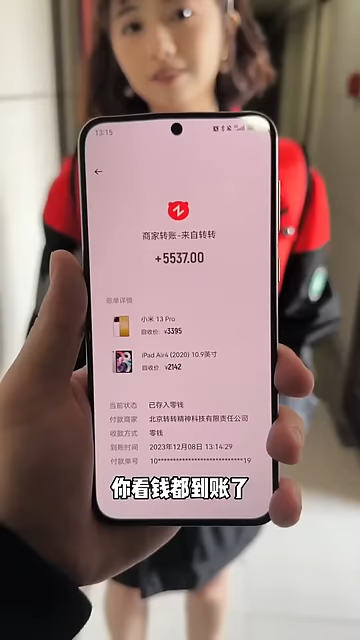 13:15
商家转账-来自转转
+5537.00
账单详情
小米 13 Pro
回收价: ¥3395
iPad Air4 (2020) 10.9英寸
回收价: ¥2142
当前状态 已存入零钱
付款商家 北京转转精神科技有限责任公司
收款方式 零钱
到账时间 2023年12月08日 13:14:29
付款单号 10**************************19
你看钱都到账了